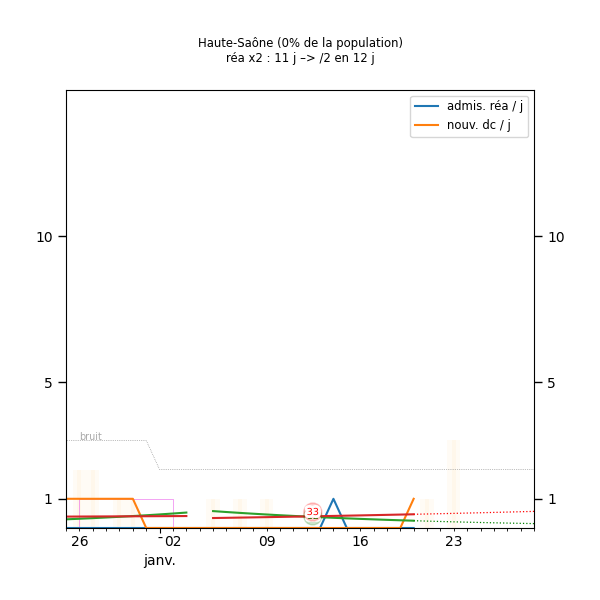 Haute-Saône (0% de la population)
réa x2 : 11 j –> /2 en 12 j
admis. réa / j
nouv. dc / j
10
10
5
5
bruit
1
33
1
26
02
09
16
23
janv.